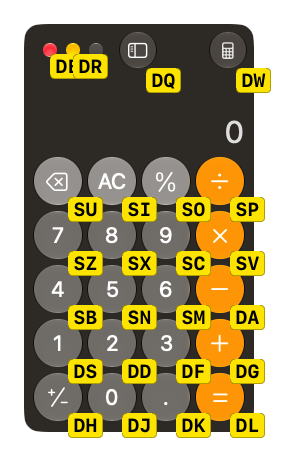 DR
DQ DW
0
AC % ÷
SU SI SO SP
7 8 9 ×
SZ SX SC SV
4 5 6 −
SB SN SM DA
1 2 3 +
DS DD DF DG
+/− 0 . =
DH DJ DK DL